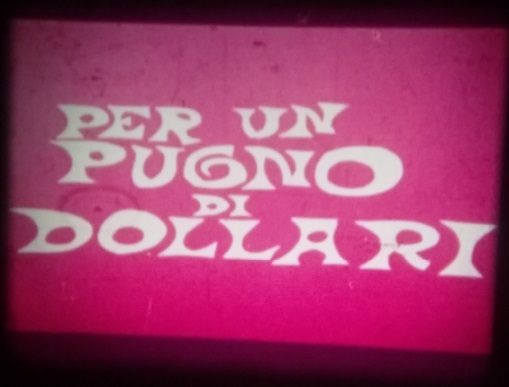 PER UN
PUGNO
DI
DOLLARI